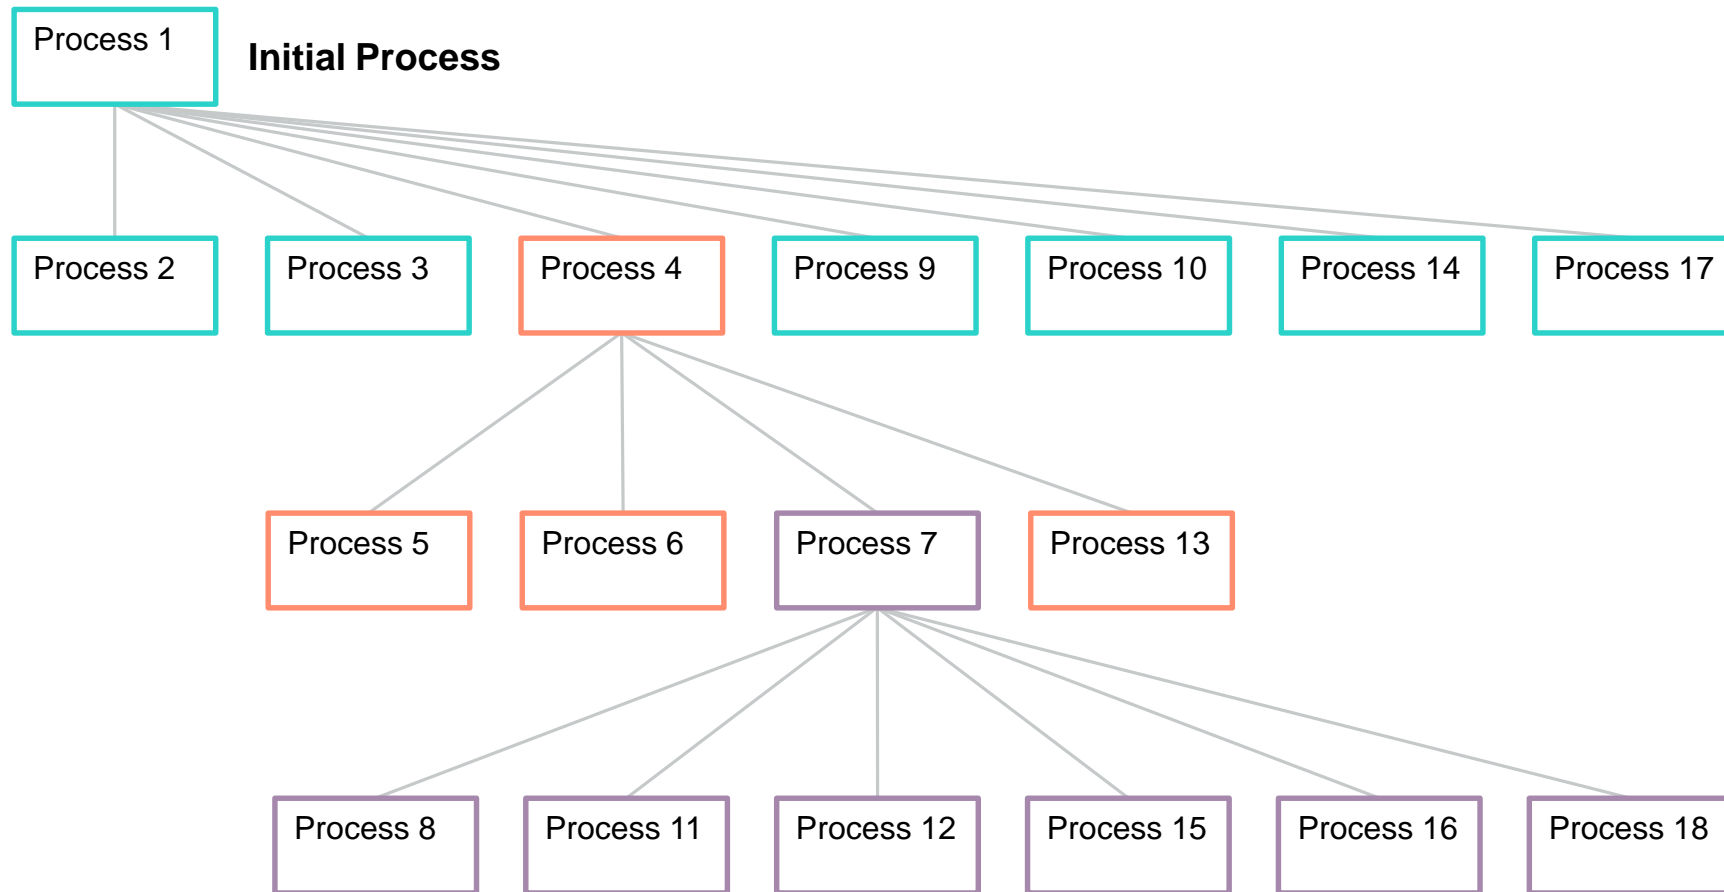 Process 1
Initial Process
Process 2
Process 3
Process 4
Process 9
Process 10
Process 14
Process 17
Process 5
Process 6
Process 7
Process 13
Process 8
Process 11
Process 12
Process 15
Process 16
Process 18